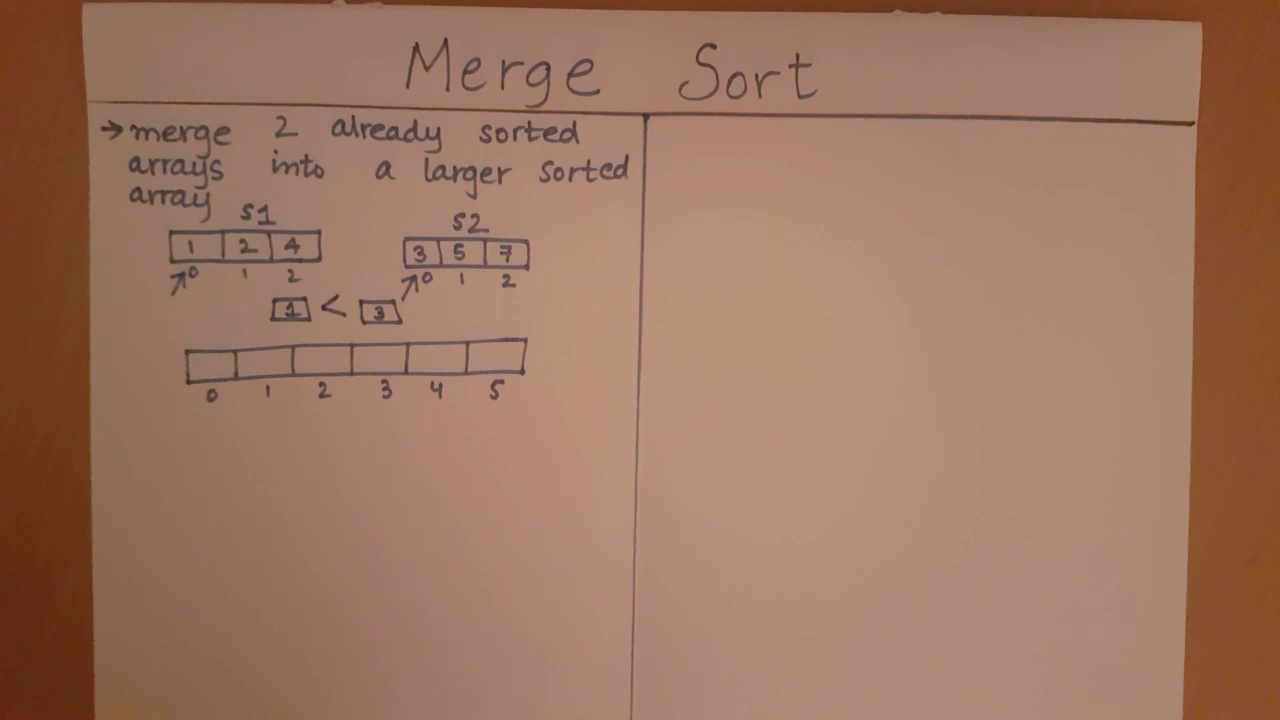 Merge Sort
→ merge 2 already sorted
arrays into a larger sorted
array
S1
S2
1 2 4
3 5 7
0 1 2
0 1 2
1 < 3
0 1 2 3 4 5